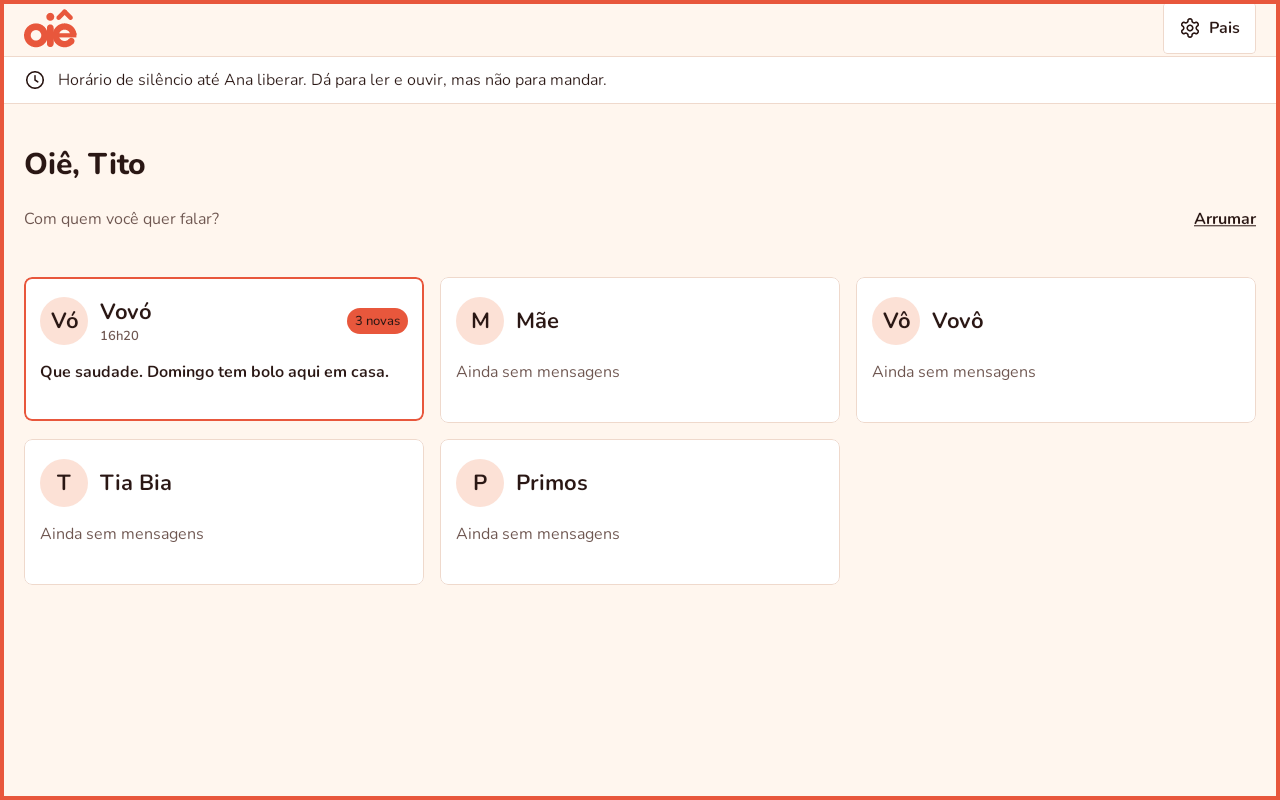 oiê
Pais
Horário de silêncio até Ana liberar. Dá para ler e ouvir, mas não para mandar.
Oiê, Tito
Com quem você quer falar?
Arrumar
Vó
Vovó
16h20
3 novas
Que saudade. Domingo tem bolo aqui em casa.
M
Mãe
Ainda sem mensagens
Vô
Vovô
Ainda sem mensagens
T
Tia Bia
Ainda sem mensagens
P
Primos
Ainda sem mensagens